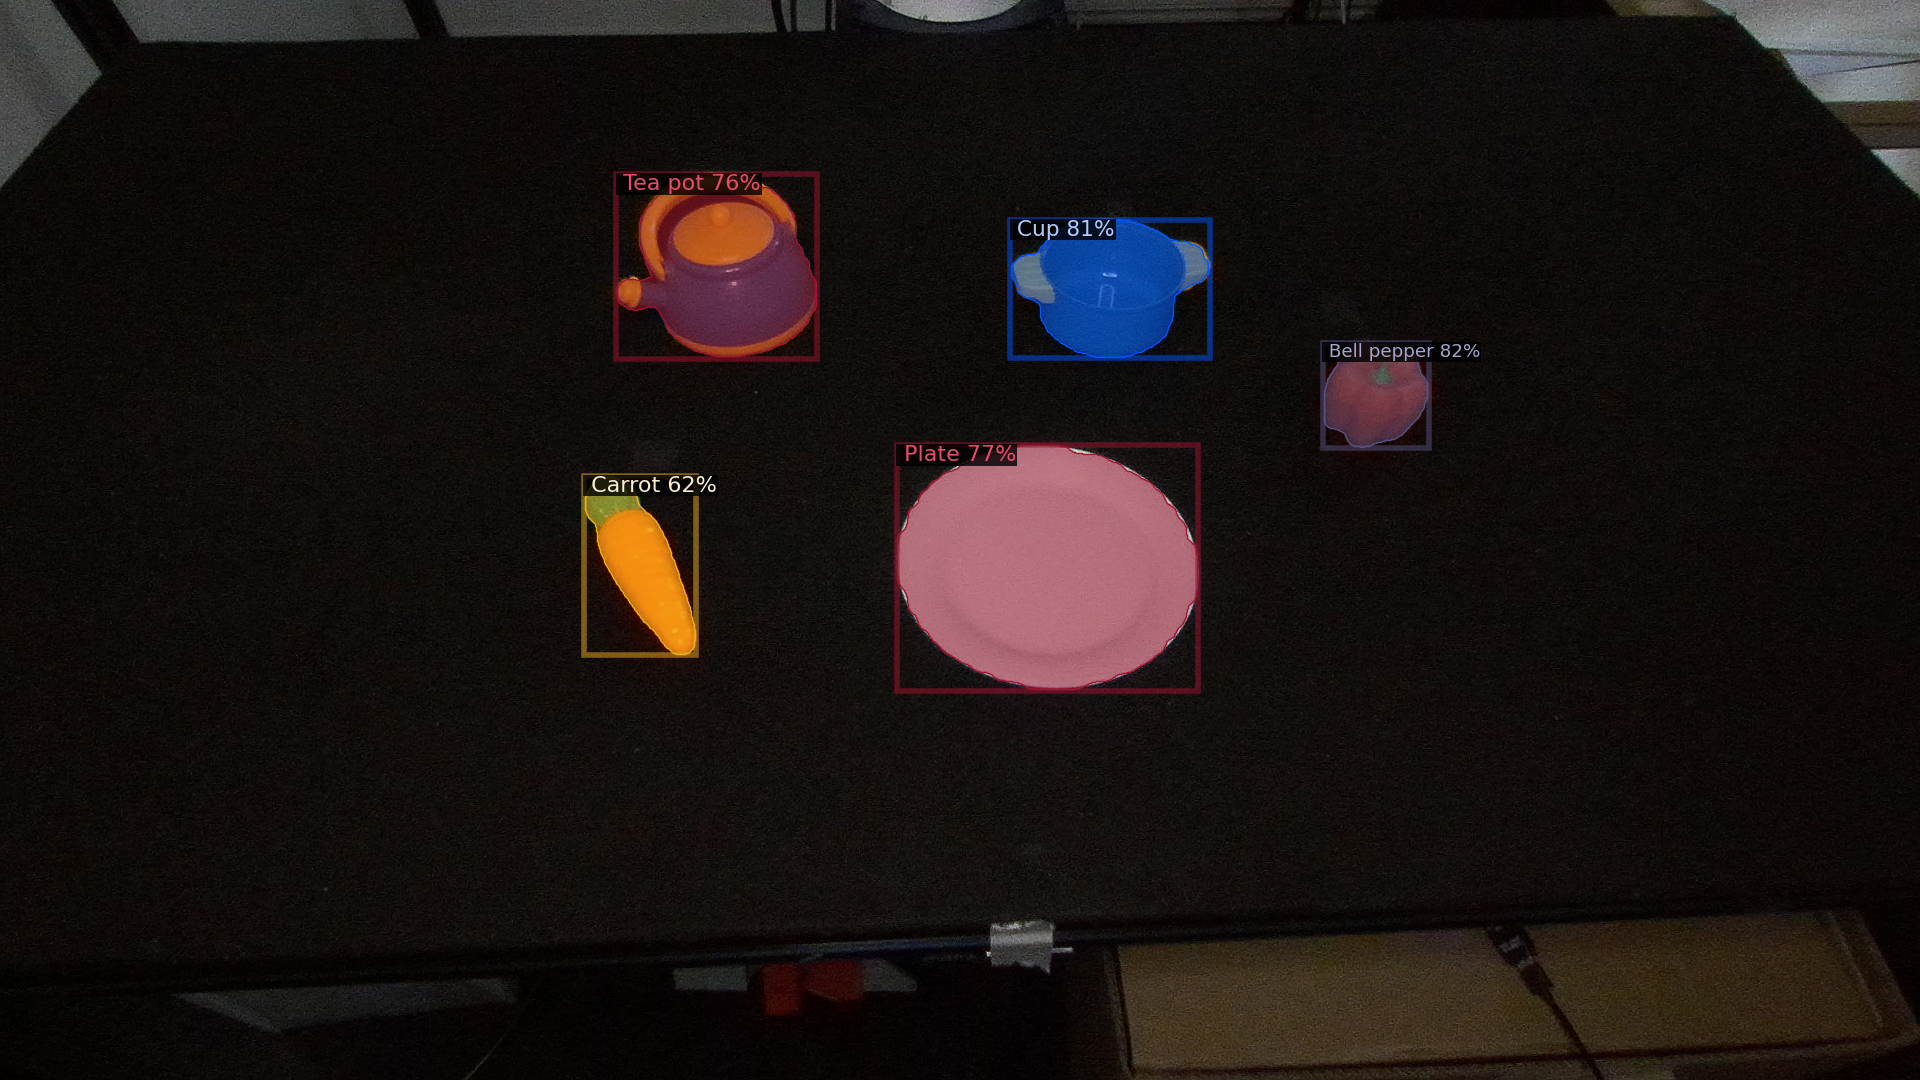 Tea pot 76%
Cup 81%
Bell pepper 82%
Plate 77%
Carrot 62%